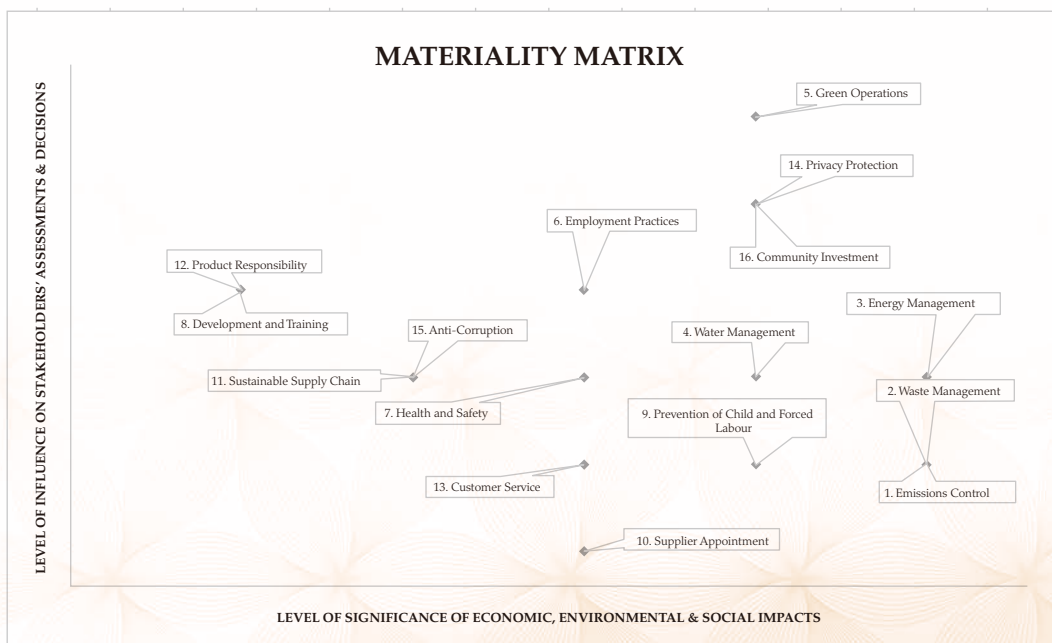 MATERIALITY MATRIX
LEVEL OF INFLUENCE ON STAKEHOLDERS' ASSESSMENTS & DECISIONS
5. Green Operations
14. Privacy Protection
6. Employment Practices
16. Community Investment
12. Product Responsibility
3. Energy Management
8. Development and Training
15. Anti-Corruption
4. Water Management
11. Sustainable Supply Chain
2. Waste Management
7. Health and Safety
9. Prevention of Child and Forced
Labour
13. Customer Service
1. Emissions Control
10. Supplier Appointment
LEVEL OF SIGNIFICANCE OF ECONOMIC, ENVIRONMENTAL & SOCIAL IMPACTS